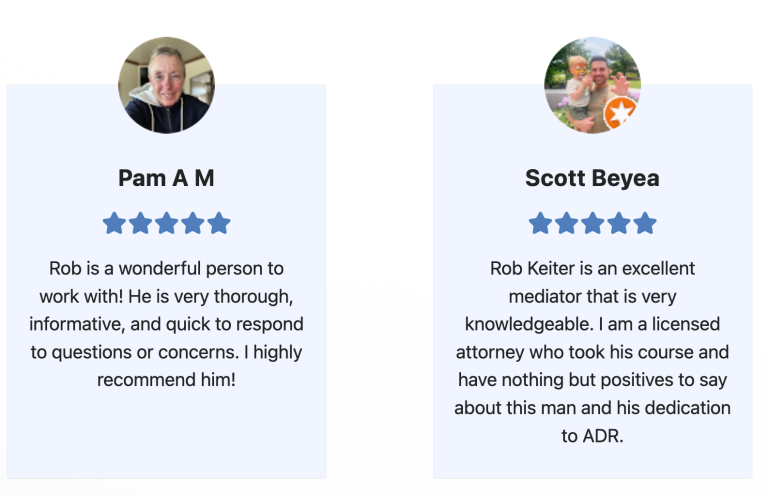 Pam A M
Rob is a wonderful person to
work with! He is very thorough,
informative, and quick to respond
to questions or concerns. I highly
recommend him!
Scott Beyea
Rob Keiter is an excellent
mediator that is very
knowledgeable. I am a licensed
attorney who took his course and
have nothing but positives to say
about this man and his dedication
to ADR.